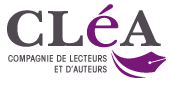 CLéA
COMPAGNIE DE LECTEURS
ET D'AUTEURS